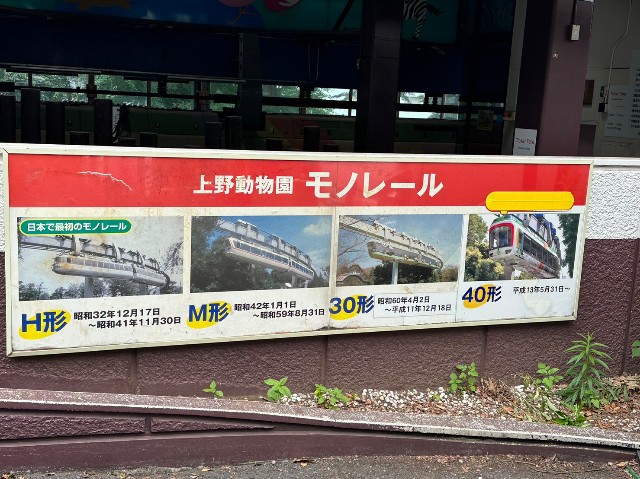 上野動物園 モノレール
日本で最初のモノレール
H形
昭和32年12月17日
～昭和41年11月30日
M形
昭和42年1月1日
～昭和59年8月31日
30形
昭和60年4月2日
～平成11年12月18日
40形
平成13年5月31日～